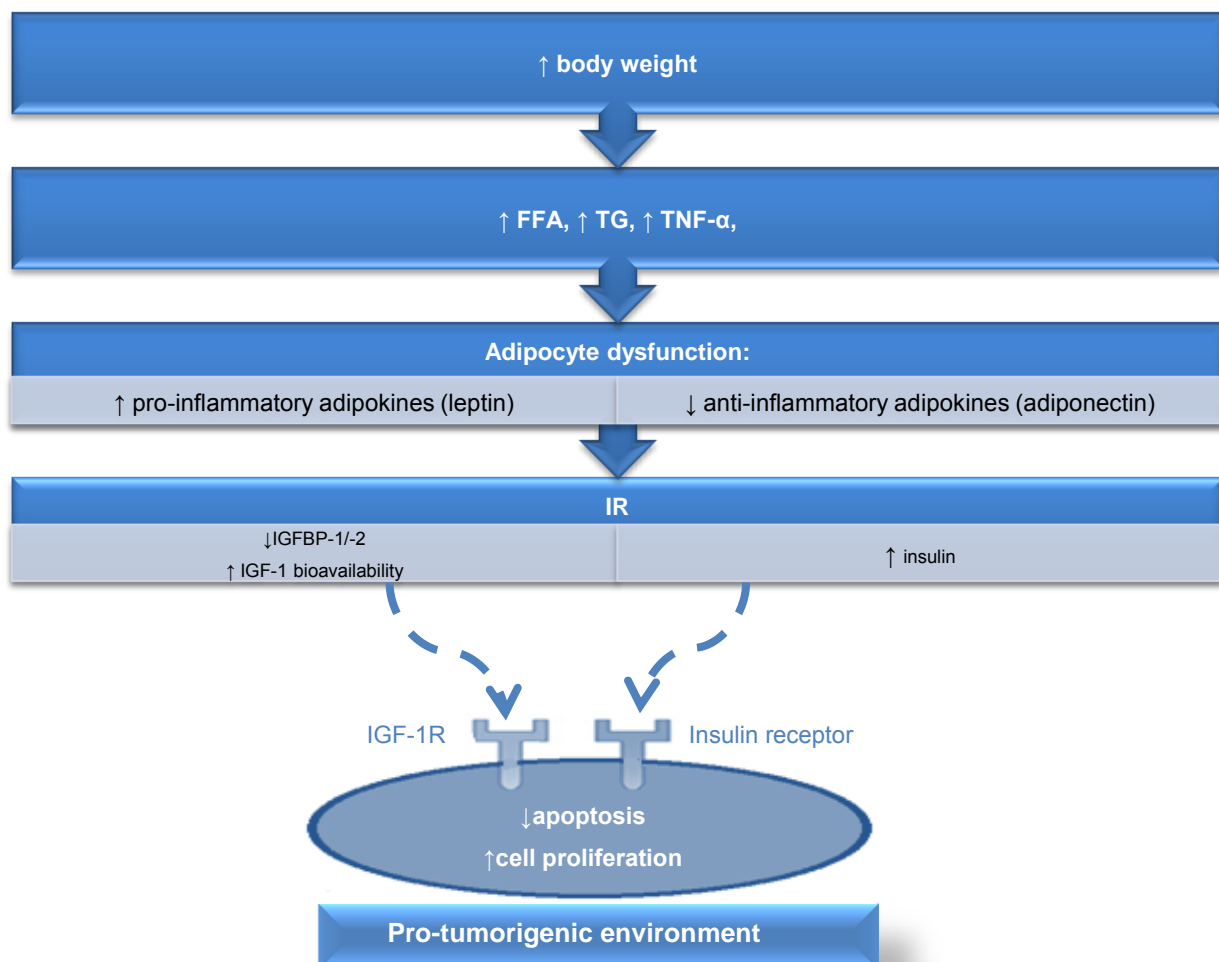 ↑ body weight
↑ FFA, ↑ TG, ↑ TNF-α,
Adipocyte dysfunction:
↑ pro-inflammatory adipokines (leptin)
↓ anti-inflammatory adipokines (adiponectin)
IR
↓IGFBP-1/-2
↑ IGF-1 bioavailability
↑ insulin
IGF-1R
Insulin receptor
↓apoptosis
↑cell proliferation
Pro-tumorigenic environment